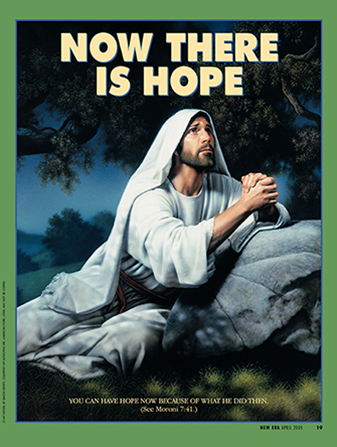 NOW THERE
IS HOPE
YOU CAN HAVE HOPE NOW BECAUSE OF WHAT HE DID THEN.
(See Moroni 7:41.)
NEW ERA APRIL 2005 19